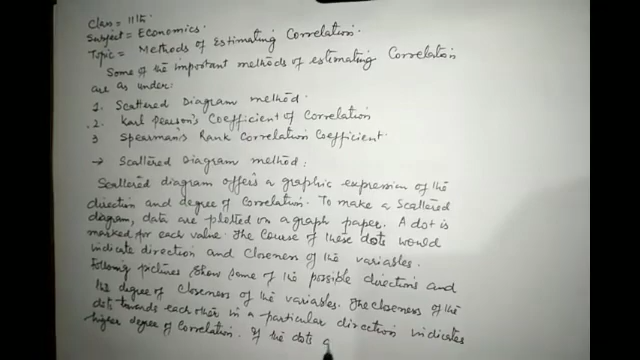 Class = 11th
Subject = Economics.
Topic = Methods of Estimating Correlation.
Some of the important methods of estimating Correlation
are as under:
1. Scattered Diagram method.
2. Karl Pearson's Coefficient of Correlation
3 Spearman's Rank Correlation Coefficient.
→ Scattered Diagram method:
Scattered diagram offers a graphic expression of the
direction and degree of Correlation. To make a Scattered
diagram, data are plotted on a graph paper. A dot is
marked for each value. The Course of these dots would
indicate direction and Closeness of the variables.
Following pictures show some of the possible directions and
the degree of closeness of the variables. The closeness of the
dots towards each other in a particular direction indicates
higher degree of Correlation. If the dots a